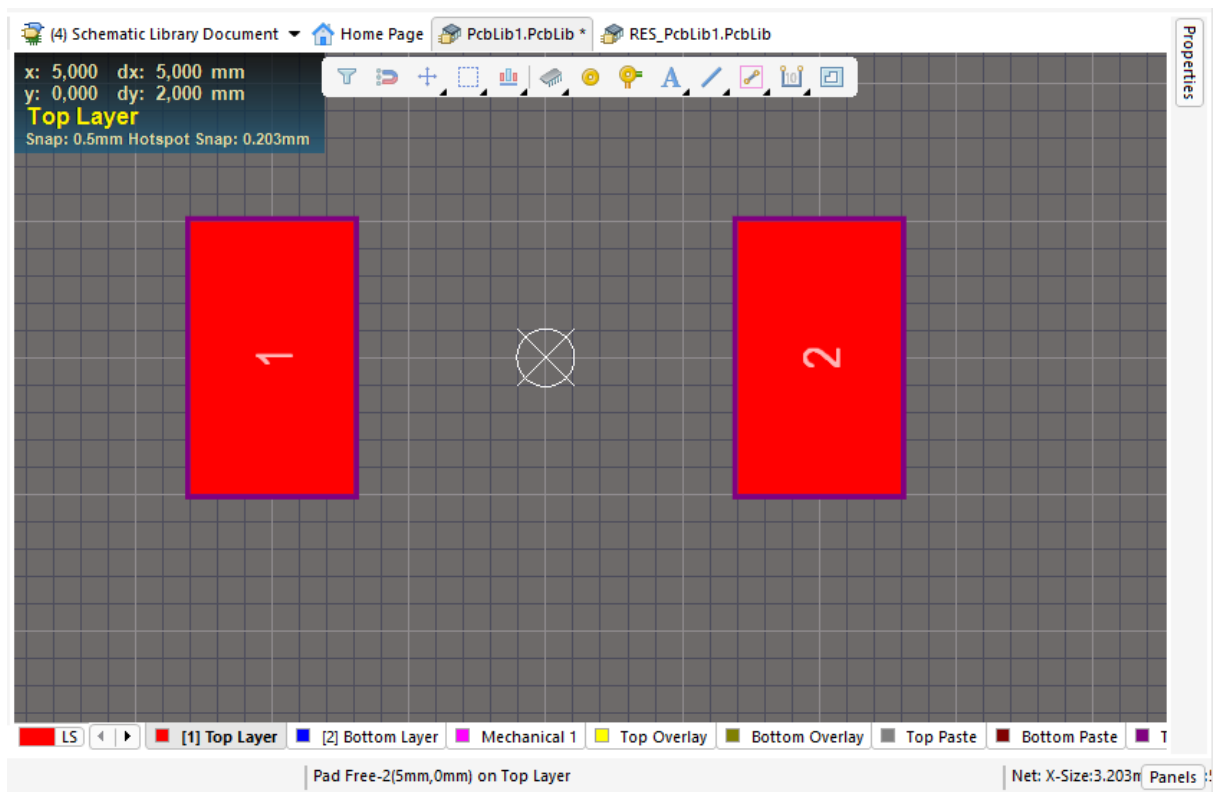 (4) Schematic Library Document Home Page PcbLib1.PcbLib * RES_PcbLib1.PcbLib
Properties
x: 5,000 dx: 5,000 mm
y: 0,000 dy: 2,000 mm
Top Layer
Snap: 0.5mm Hotspot Snap: 0.203mm
A
10
1
2
LS [1] Top Layer [2] Bottom Layer Mechanical 1 Top Overlay Bottom Overlay Top Paste Bottom Paste T
Pad Free-2(5mm,0mm) on Top Layer Net: X-Size:3.203m Panels